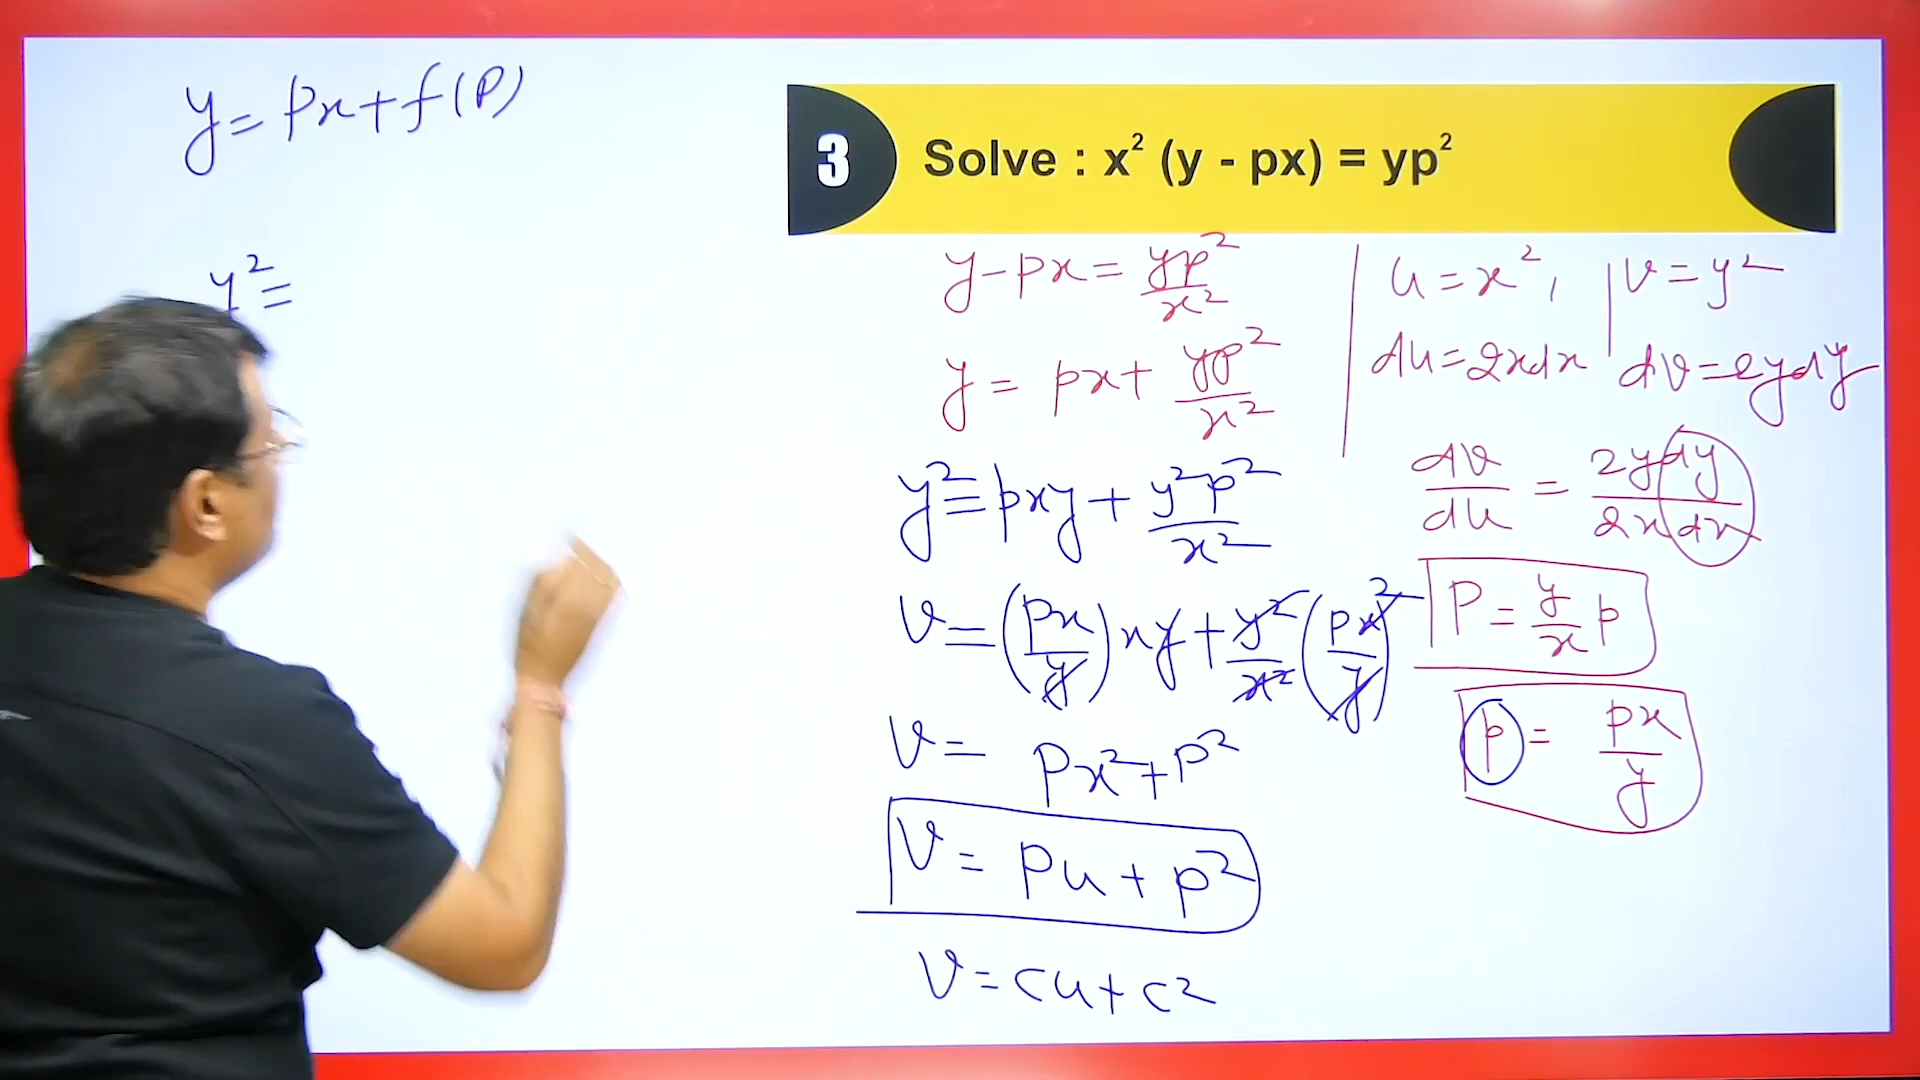 y = px + f(p)
y² =
3 Solve : x² (y - px) = yp²
y - px = yp²/x²
y = px + yp²/x²
y² = pxy + y²p²/x²
v = (px/y) xy + y²/x² (px/y)²
v = px² + p²
v = pu + p²
v = cu + c²
u = x², | v = y²
du = 2xdx dv = 2ydy
dv/du = 2ydy/2xdx
P = y/x p
p = px/y